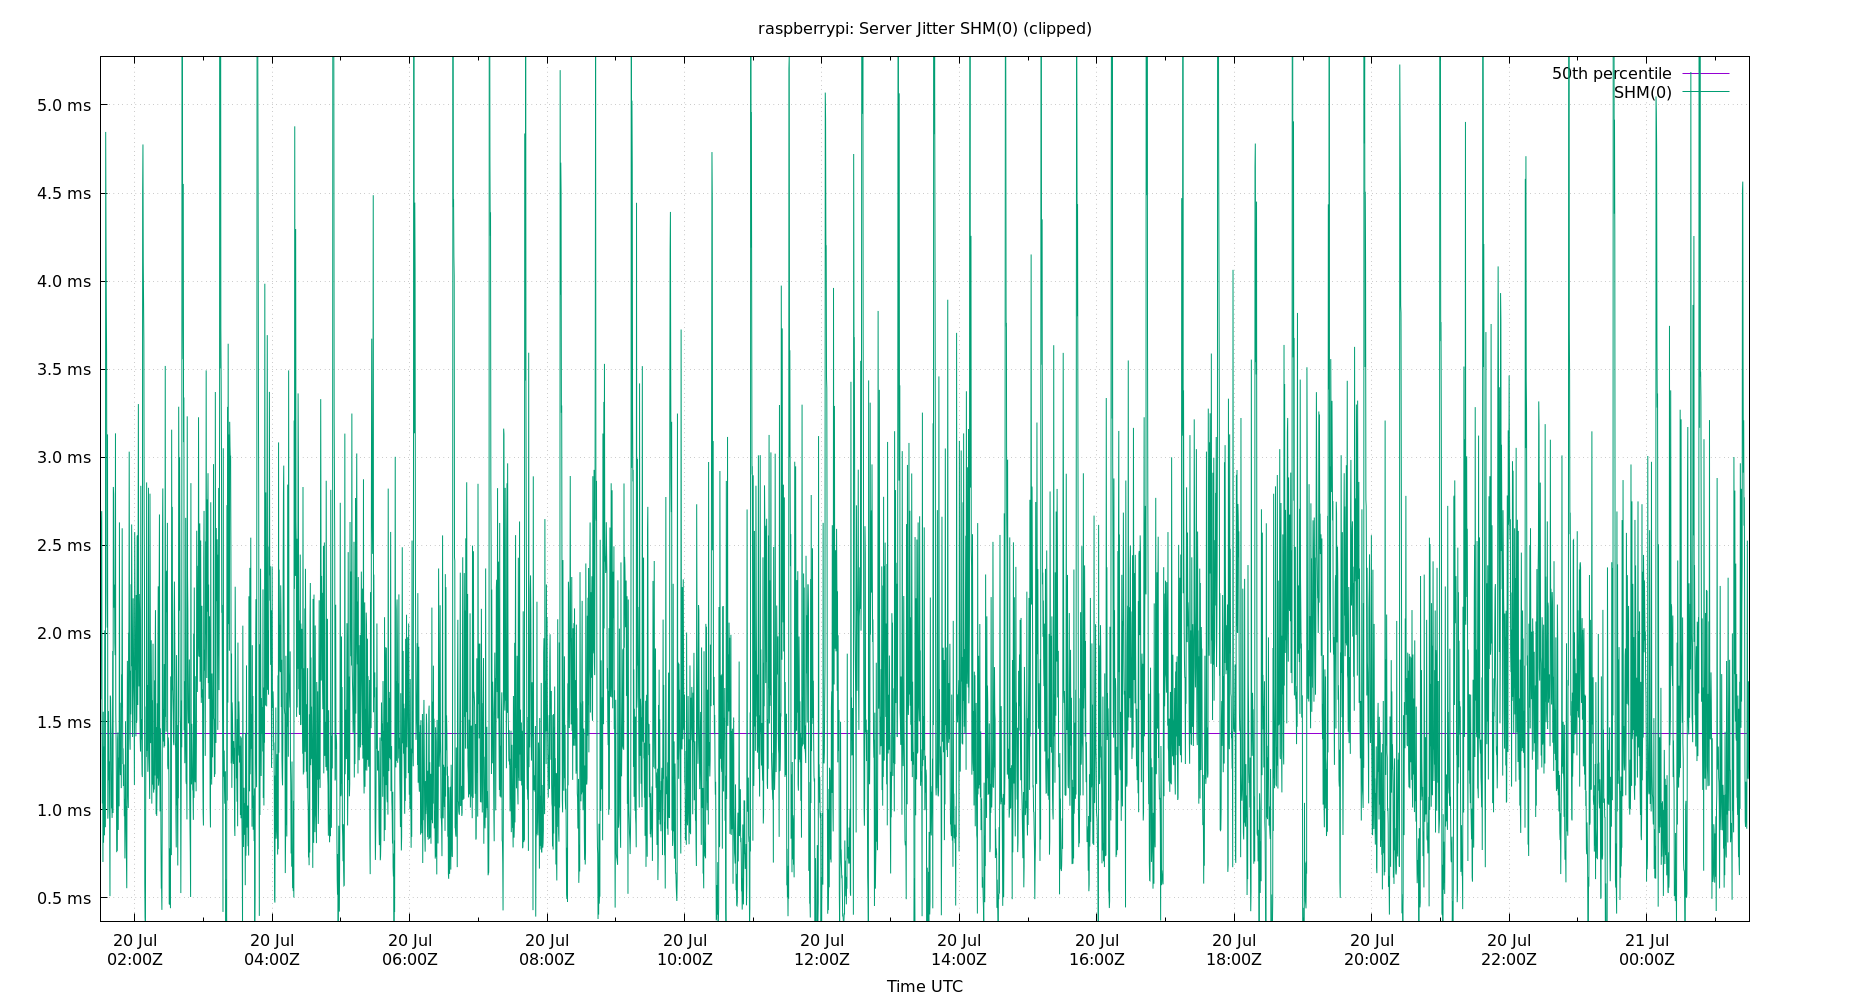 raspberrypi: Server Jitter SHM(0) (clipped)
50th percentile
SHM(0)
5.0 ms
4.5 ms
4.0 ms
3.5 ms
3.0 ms
2.5 ms
2.0 ms
1.5 ms
1.0 ms
0.5 ms
20 Jul 20 Jul 20 Jul 20 Jul 20 Jul 20 Jul 20 Jul 20 Jul 20 Jul 20 Jul 20 Jul 21 Jul
02:00Z 04:00Z 06:00Z 08:00Z 10:00Z 12:00Z 14:00Z 16:00Z 18:00Z 20:00Z 22:00Z 00:00Z
Time UTC